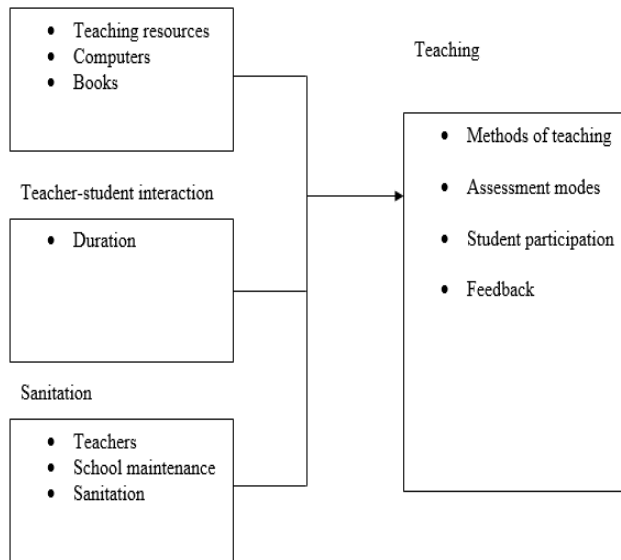 • Teaching resources
• Computers
• Books
Teacher-student interaction
• Duration
Sanitation
• Teachers
• School maintenance
• Sanitation
Teaching
• Methods of teaching
• Assessment modes
• Student participation
• Feedback